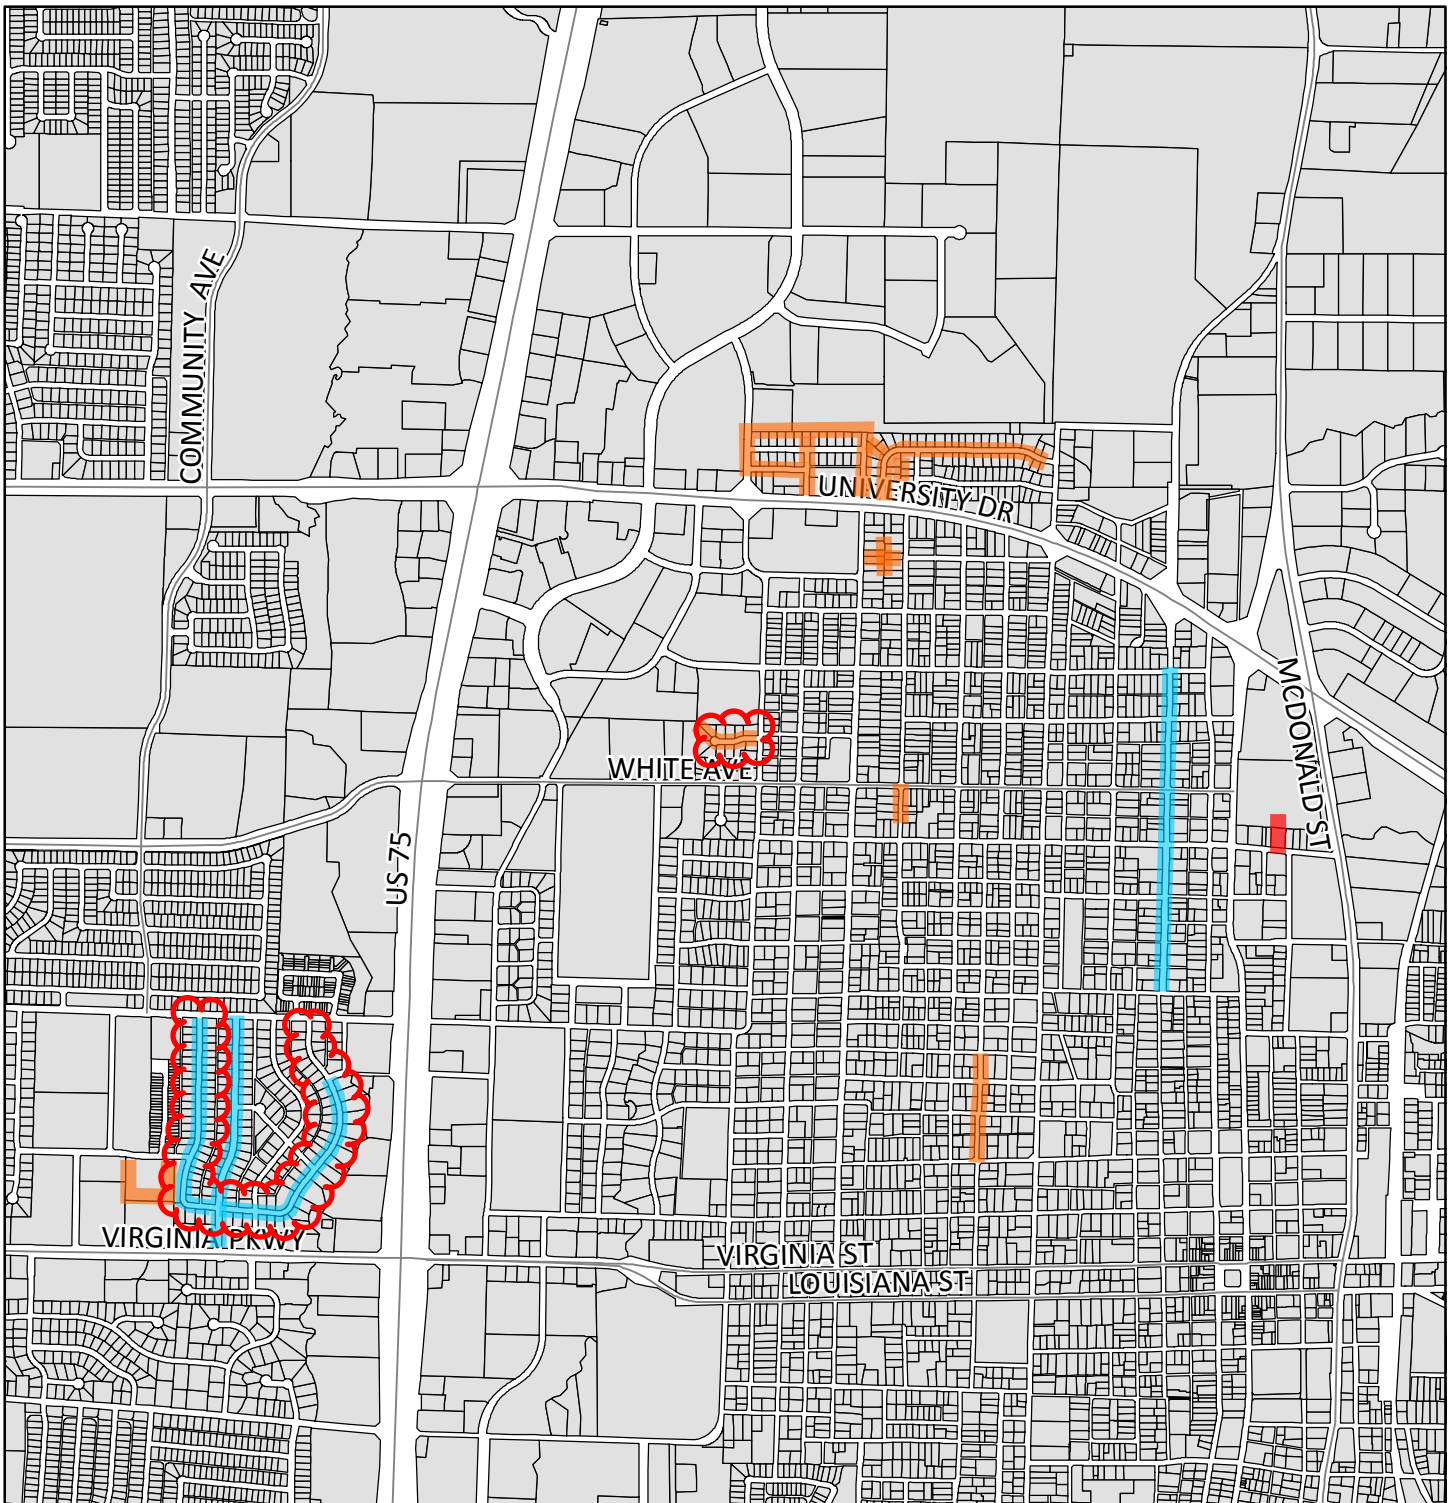 COMMUNITY AVE
UNIVERSITY DR
MCDONALD ST
WHITE AVE
US-75
VIRGINIA PKWY
VIRGINIA ST
LOUISIANA ST